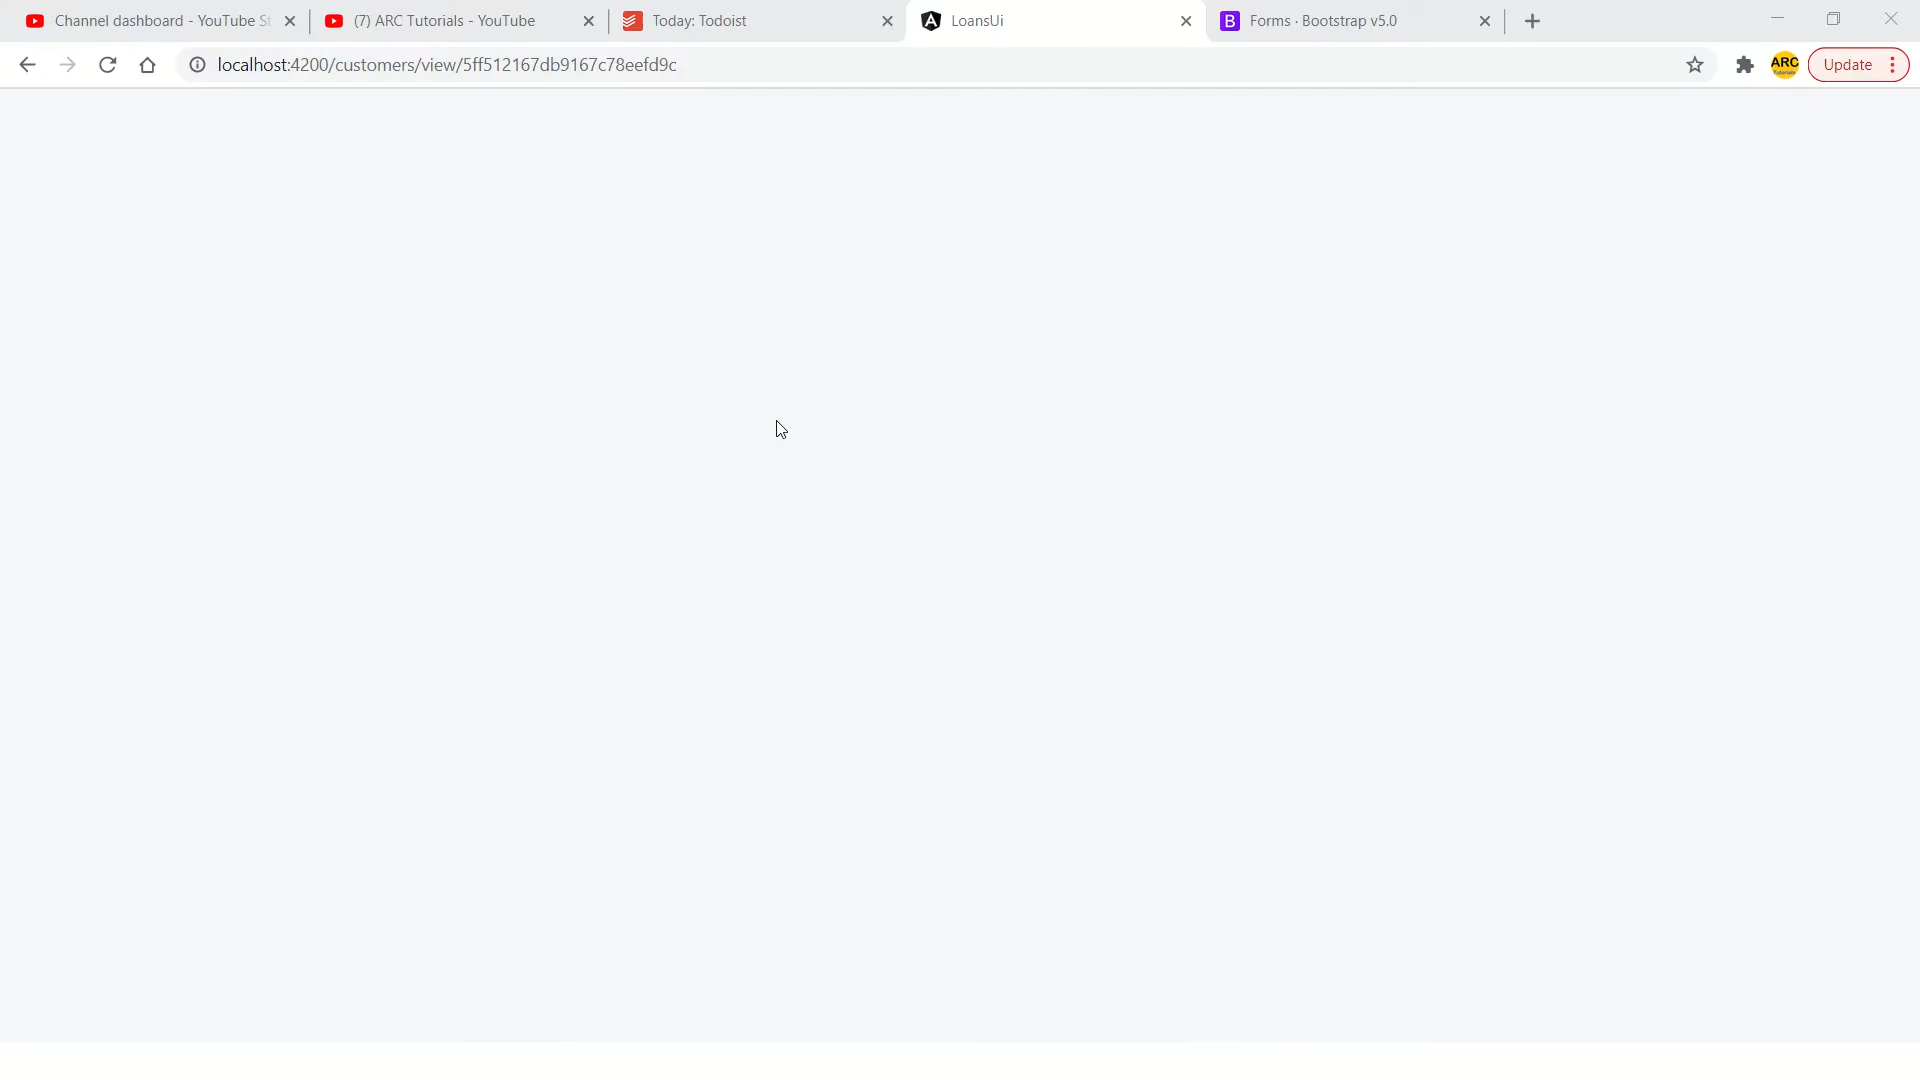 Channel dashboard - YouTube St
(7) ARC Tutorials - YouTube
Today: Todoist
LoansUi
B
Forms · Bootstrap v5.0
localhost:4200/customers/view/5ff512167db9167c78eefd9c
ARC
Tutorials
Update